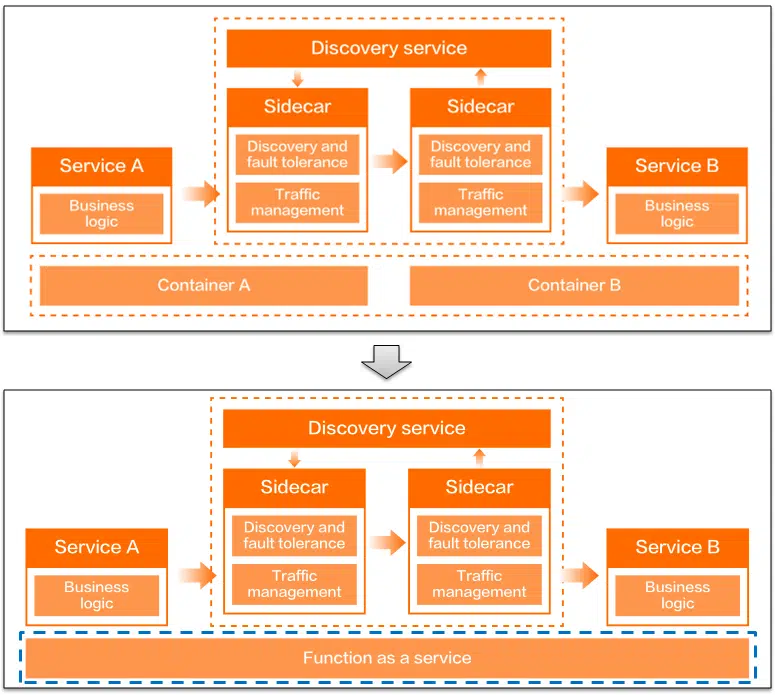 Discovery service
Sidecar
Sidecar
Discovery and
fault tolerance
Discovery and
fault tolerance
Service A
Service B
Traffic
management
Traffic
management
Business
logic
Business
logic
Container A
Container B
Discovery service
Sidecar
Sidecar
Discovery and
fault tolerance
Discovery and
fault tolerance
Service A
Service B
Traffic
management
Traffic
management
Business
logic
Business
logic
Function as a service